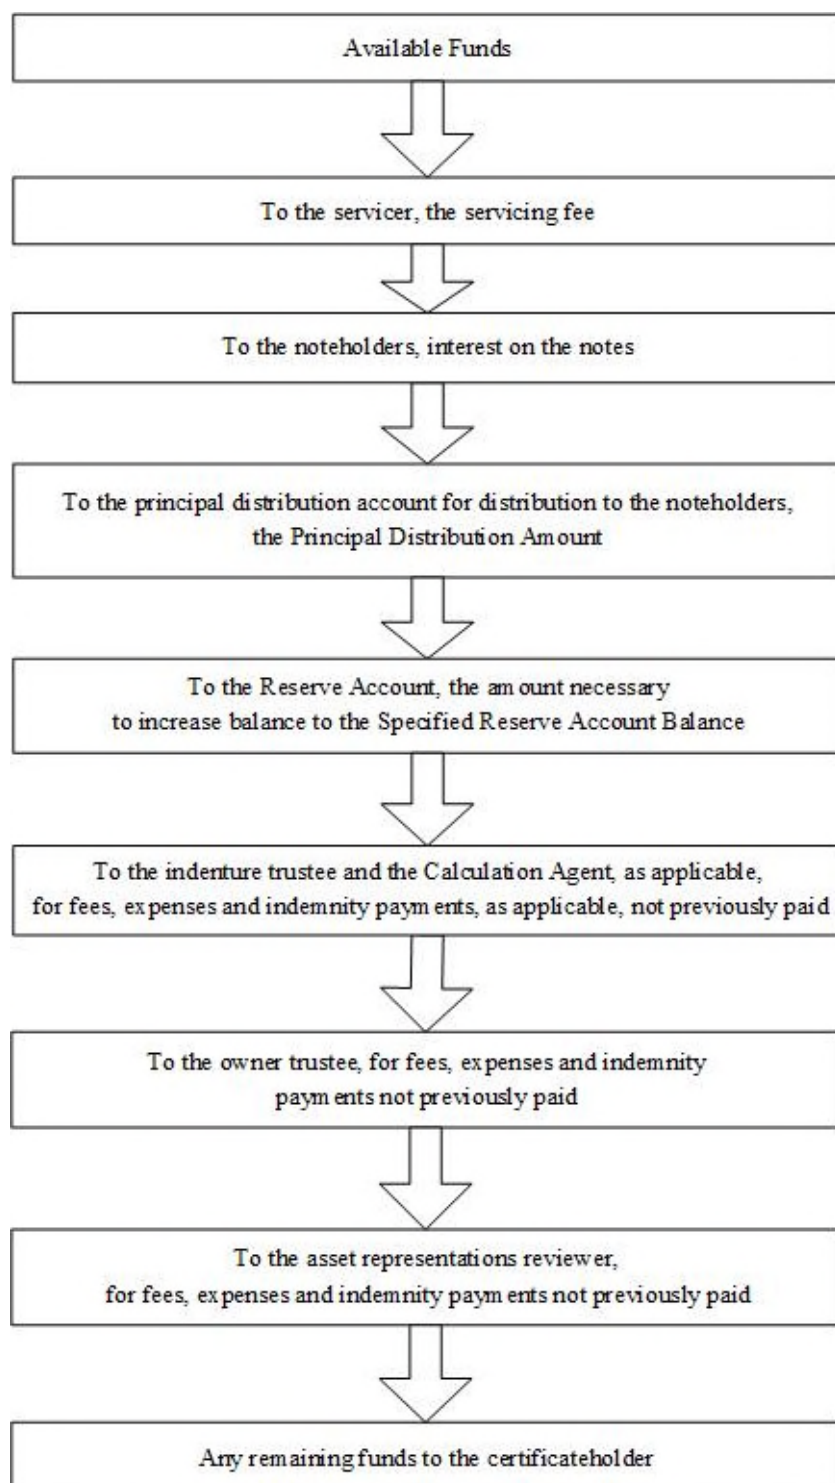 Available Funds
To the servicer, the servicing fee
To the noteholders, interest on the notes
To the principal distribution account for distribution to the noteholders,
the Principal Distribution Amount
To the Reserve Account, the amount necessary
to increase balance to the Specified Reserve Account Balance
To the indenture trustee and the Calculation Agent, as applicable,
for fees, expenses and indemnity payments, as applicable, not previously paid
To the owner trustee, for fees, expenses and indemnity
payments not previously paid
To the asset representations reviewer,
for fees, expenses and indemnity payments not previously paid
Any remaining funds to the certificateholder